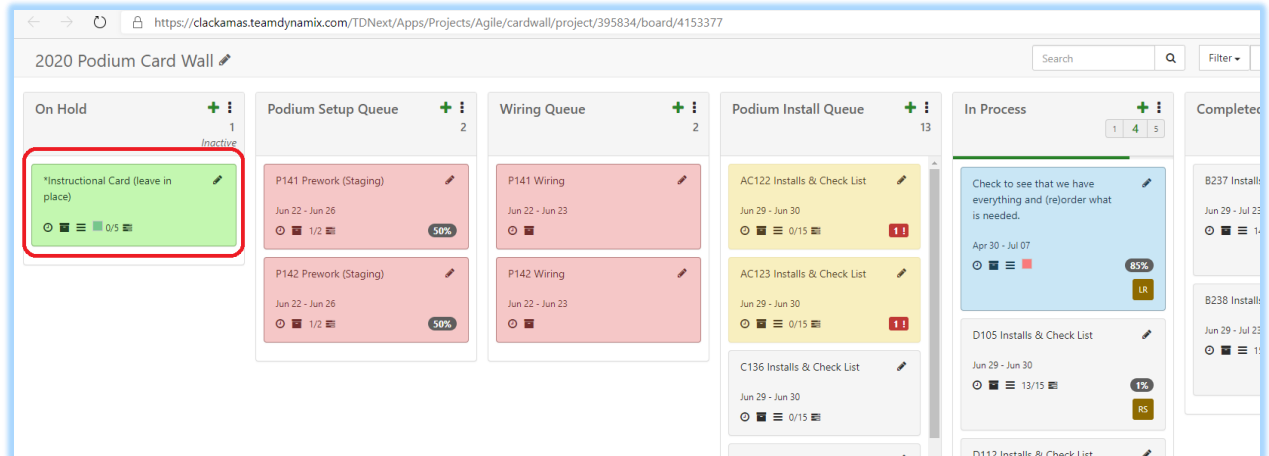 https://clackamas.teamdynamix.com/TDNext/Apps/Projects/Agile/cardwall/project/395834/board/4153377
2020 Podium Card Wall
Search
Filter
On Hold
1
Inactive
*Instructional Card (leave in
place)
0/5
Podium Setup Queue
2
P141 Prework (Staging)
Jun 22 - Jun 26
1/2
50%
P142 Prework (Staging)
Jun 22 - Jun 26
1/2
50%
Wiring Queue
2
P141 Wiring
Jun 22 - Jun 23
P142 Wiring
Jun 22 - Jun 23
Podium Install Queue
13
AC122 Installs & Check List
Jun 29 - Jun 30
0/15
1 !
AC123 Installs & Check List
Jun 29 - Jun 30
0/15
1 !
C136 Installs & Check List
Jun 29 - Jun 30
0/15
In Process
1 4 5
Check to see that we have
everything and (re)order what
is needed.
Apr 30 - Jul 07
85%
LR
D105 Installs & Check List
Jun 29 - Jun 30
13/15
1%
RS
D112 Installs & Check List
Completed
B237 Installs
Jun 29 - Jul 23
B238 Installs
Jun 29 - Jul 23